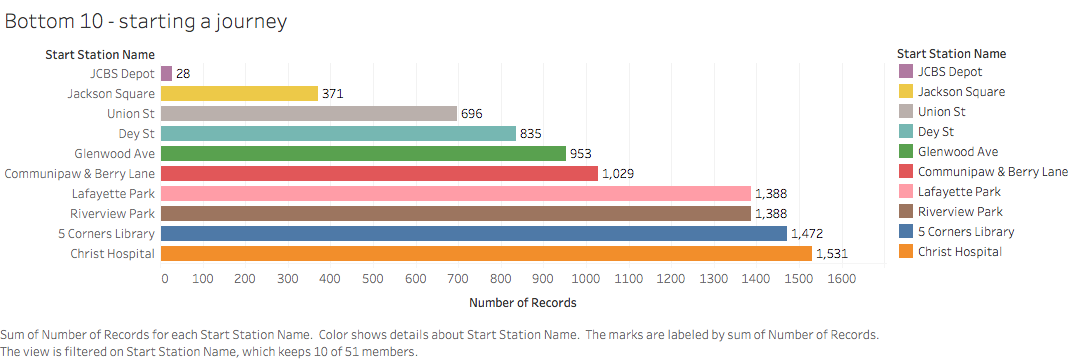 Bottom 10 - starting a journey
Start Station Name
JCBS Depot 28
Jackson Square 371
Union St 696
Dey St 835
Glenwood Ave 953
Communipaw & Berry Lane 1,029
Lafayette Park 1,388
Riverview Park 1,388
5 Corners Library 1,472
Christ Hospital 1,531
0 100 200 300 400 500 600 700 800 900 1000 1100 1200 1300 1400 1500 1600
Number of Records
Start Station Name
JCBS Depot
Jackson Square
Union St
Dey St
Glenwood Ave
Communipaw & Berry Lane
Lafayette Park
Riverview Park
5 Corners Library
Christ Hospital
Sum of Number of Records for each Start Station Name.  Color shows details about Start Station Name.  The marks are labeled by sum of Number of Records.
The view is filtered on Start Station Name, which keeps 10 of 51 members.